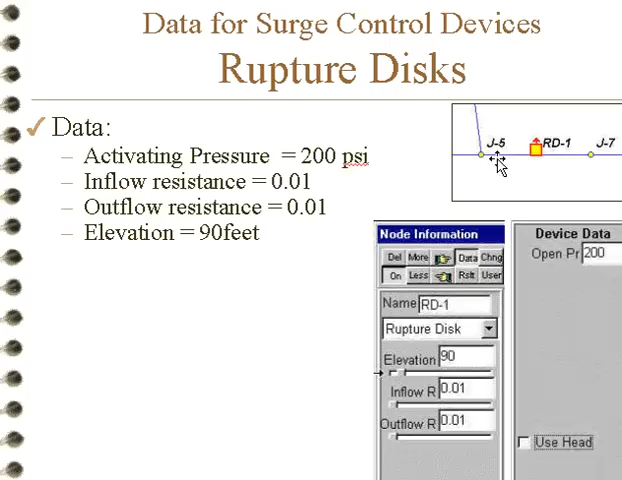 Data for Surge Control Devices
Rupture Disks
✓ Data:
– Activating Pressure = 200 psi
– Inflow resistance = 0.01
– Outflow resistance = 0.01
– Elevation = 90feet
J-5 RD-1 J-7
Node Information
Del More Data Chng
On Less Rslt User
Name RD-1
Rupture Disk
Elevation 90
Inflow R 0.01
Outflow R 0.01
Device Data
Open Pr 200
Use Head